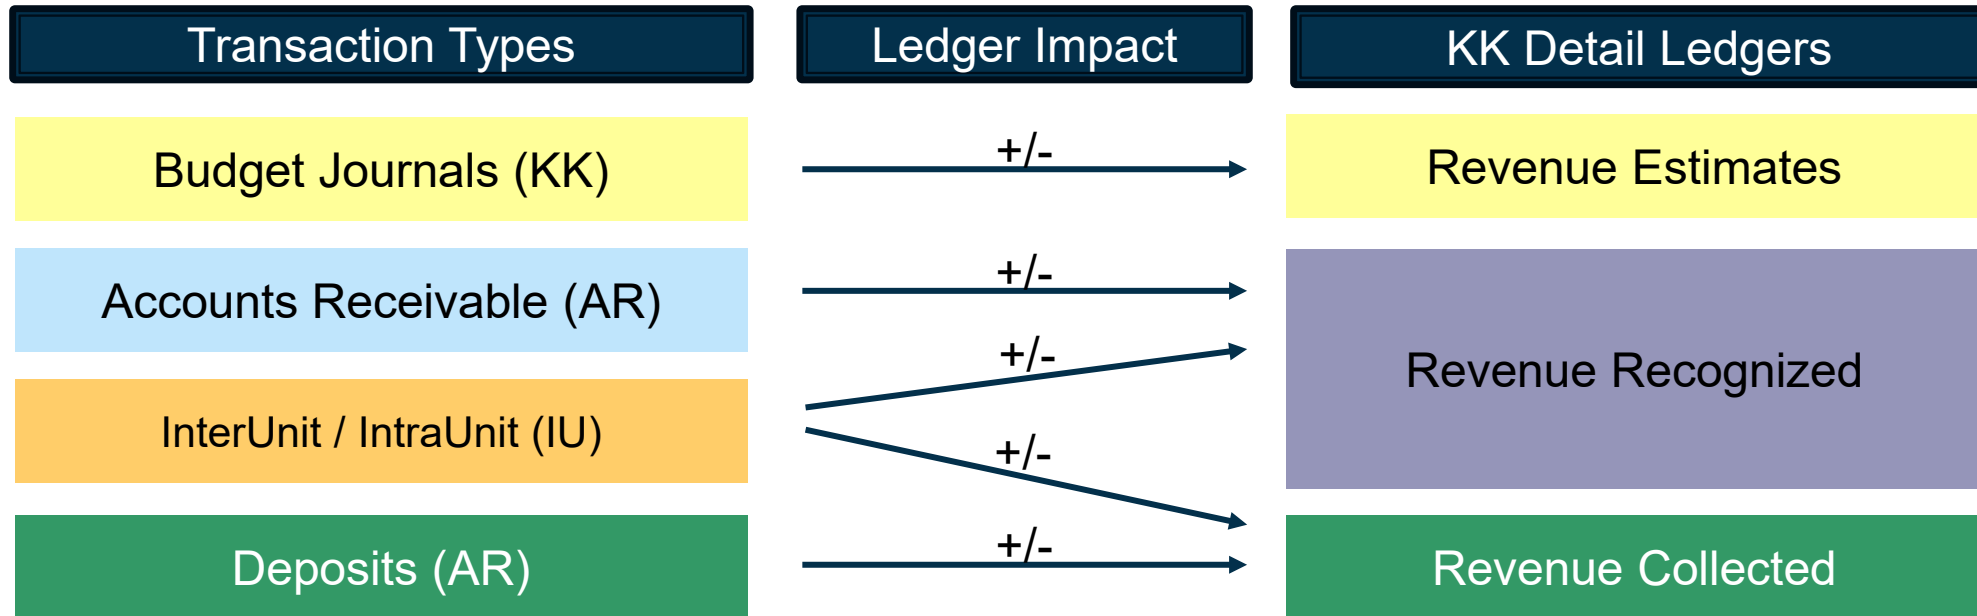 Transaction Types
Ledger Impact
KK Detail Ledgers
Budget Journals (KK)
+/-
Revenue Estimates
Accounts Receivable (AR)
+/-
+/-
Revenue Recognized
InterUnit / IntraUnit (IU)
+/-
Deposits (AR)
+/-
Revenue Collected